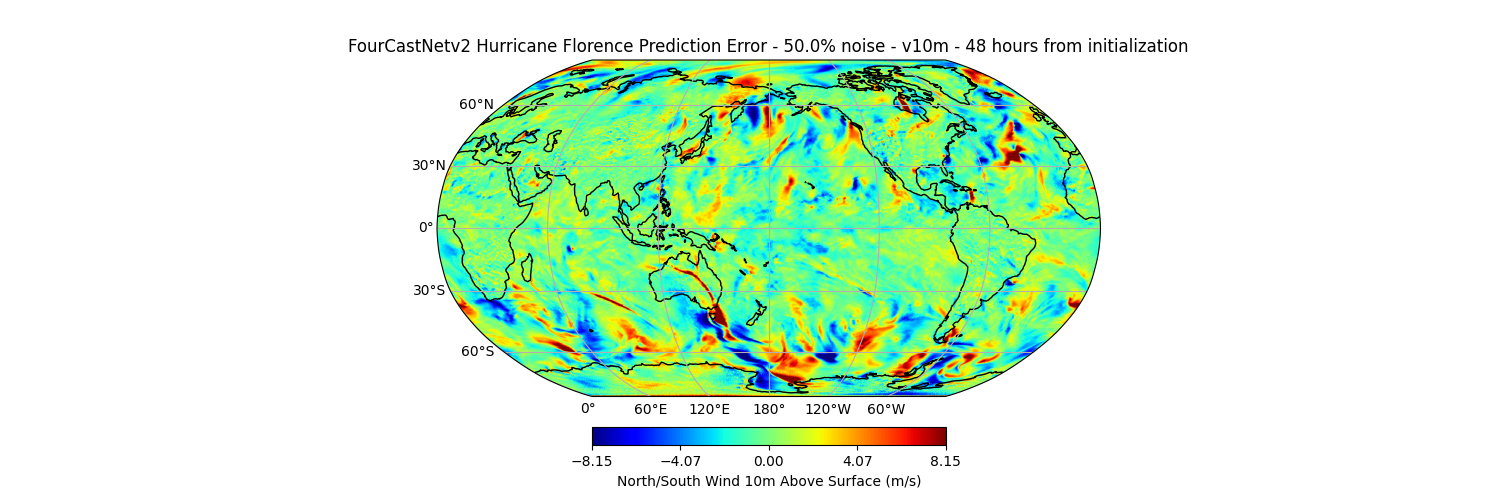 FourCastNetv2 Hurricane Florence Prediction Error - 50.0% noise - v10m - 48 hours from initialization
60°N
30°N
0°
30°S
60°S
0° 60°E 120°E 180° 120°W 60°W
−8.15 −4.07 0.00 4.07 8.15
North/South Wind 10m Above Surface (m/s)